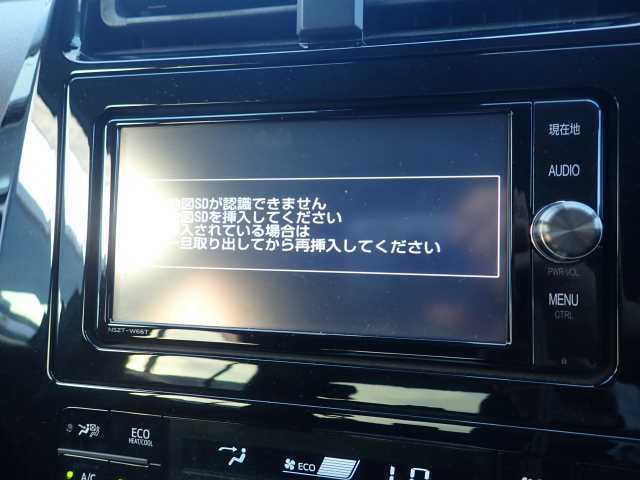 図SDが認識できません
図SDを挿入してください
入されている場合は
一旦取り出してから再挿入してください
現在地
AUDIO
PWR·VOL
MENU
CTRL
NSZT-W66T
ECO
HEAT/COOL
A/C
ECO